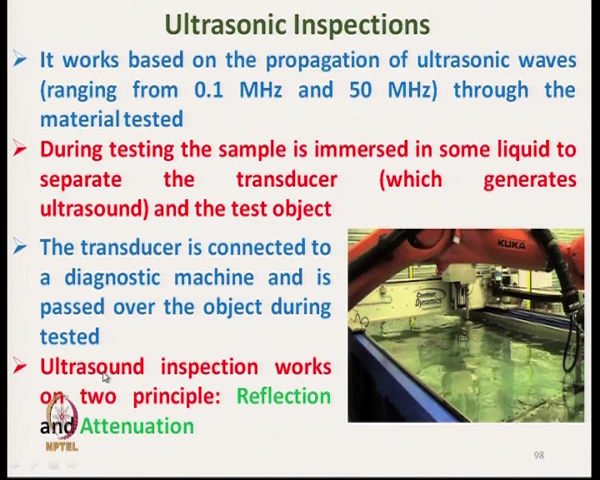 Ultrasonic Inspections
It works based on the propagation of ultrasonic waves
(ranging from 0.1 MHz and 50 MHz) through the
material tested
During testing the sample is immersed in some liquid to
separate the transducer (which generates
ultrasound) and the test object
The transducer is connected to
a diagnostic machine and is
passed over the object during
tested
Ultrasound inspection works
on two principle: Reflection
and Attenuation
KUKA
Contour
Dynamics
NPTEL
98